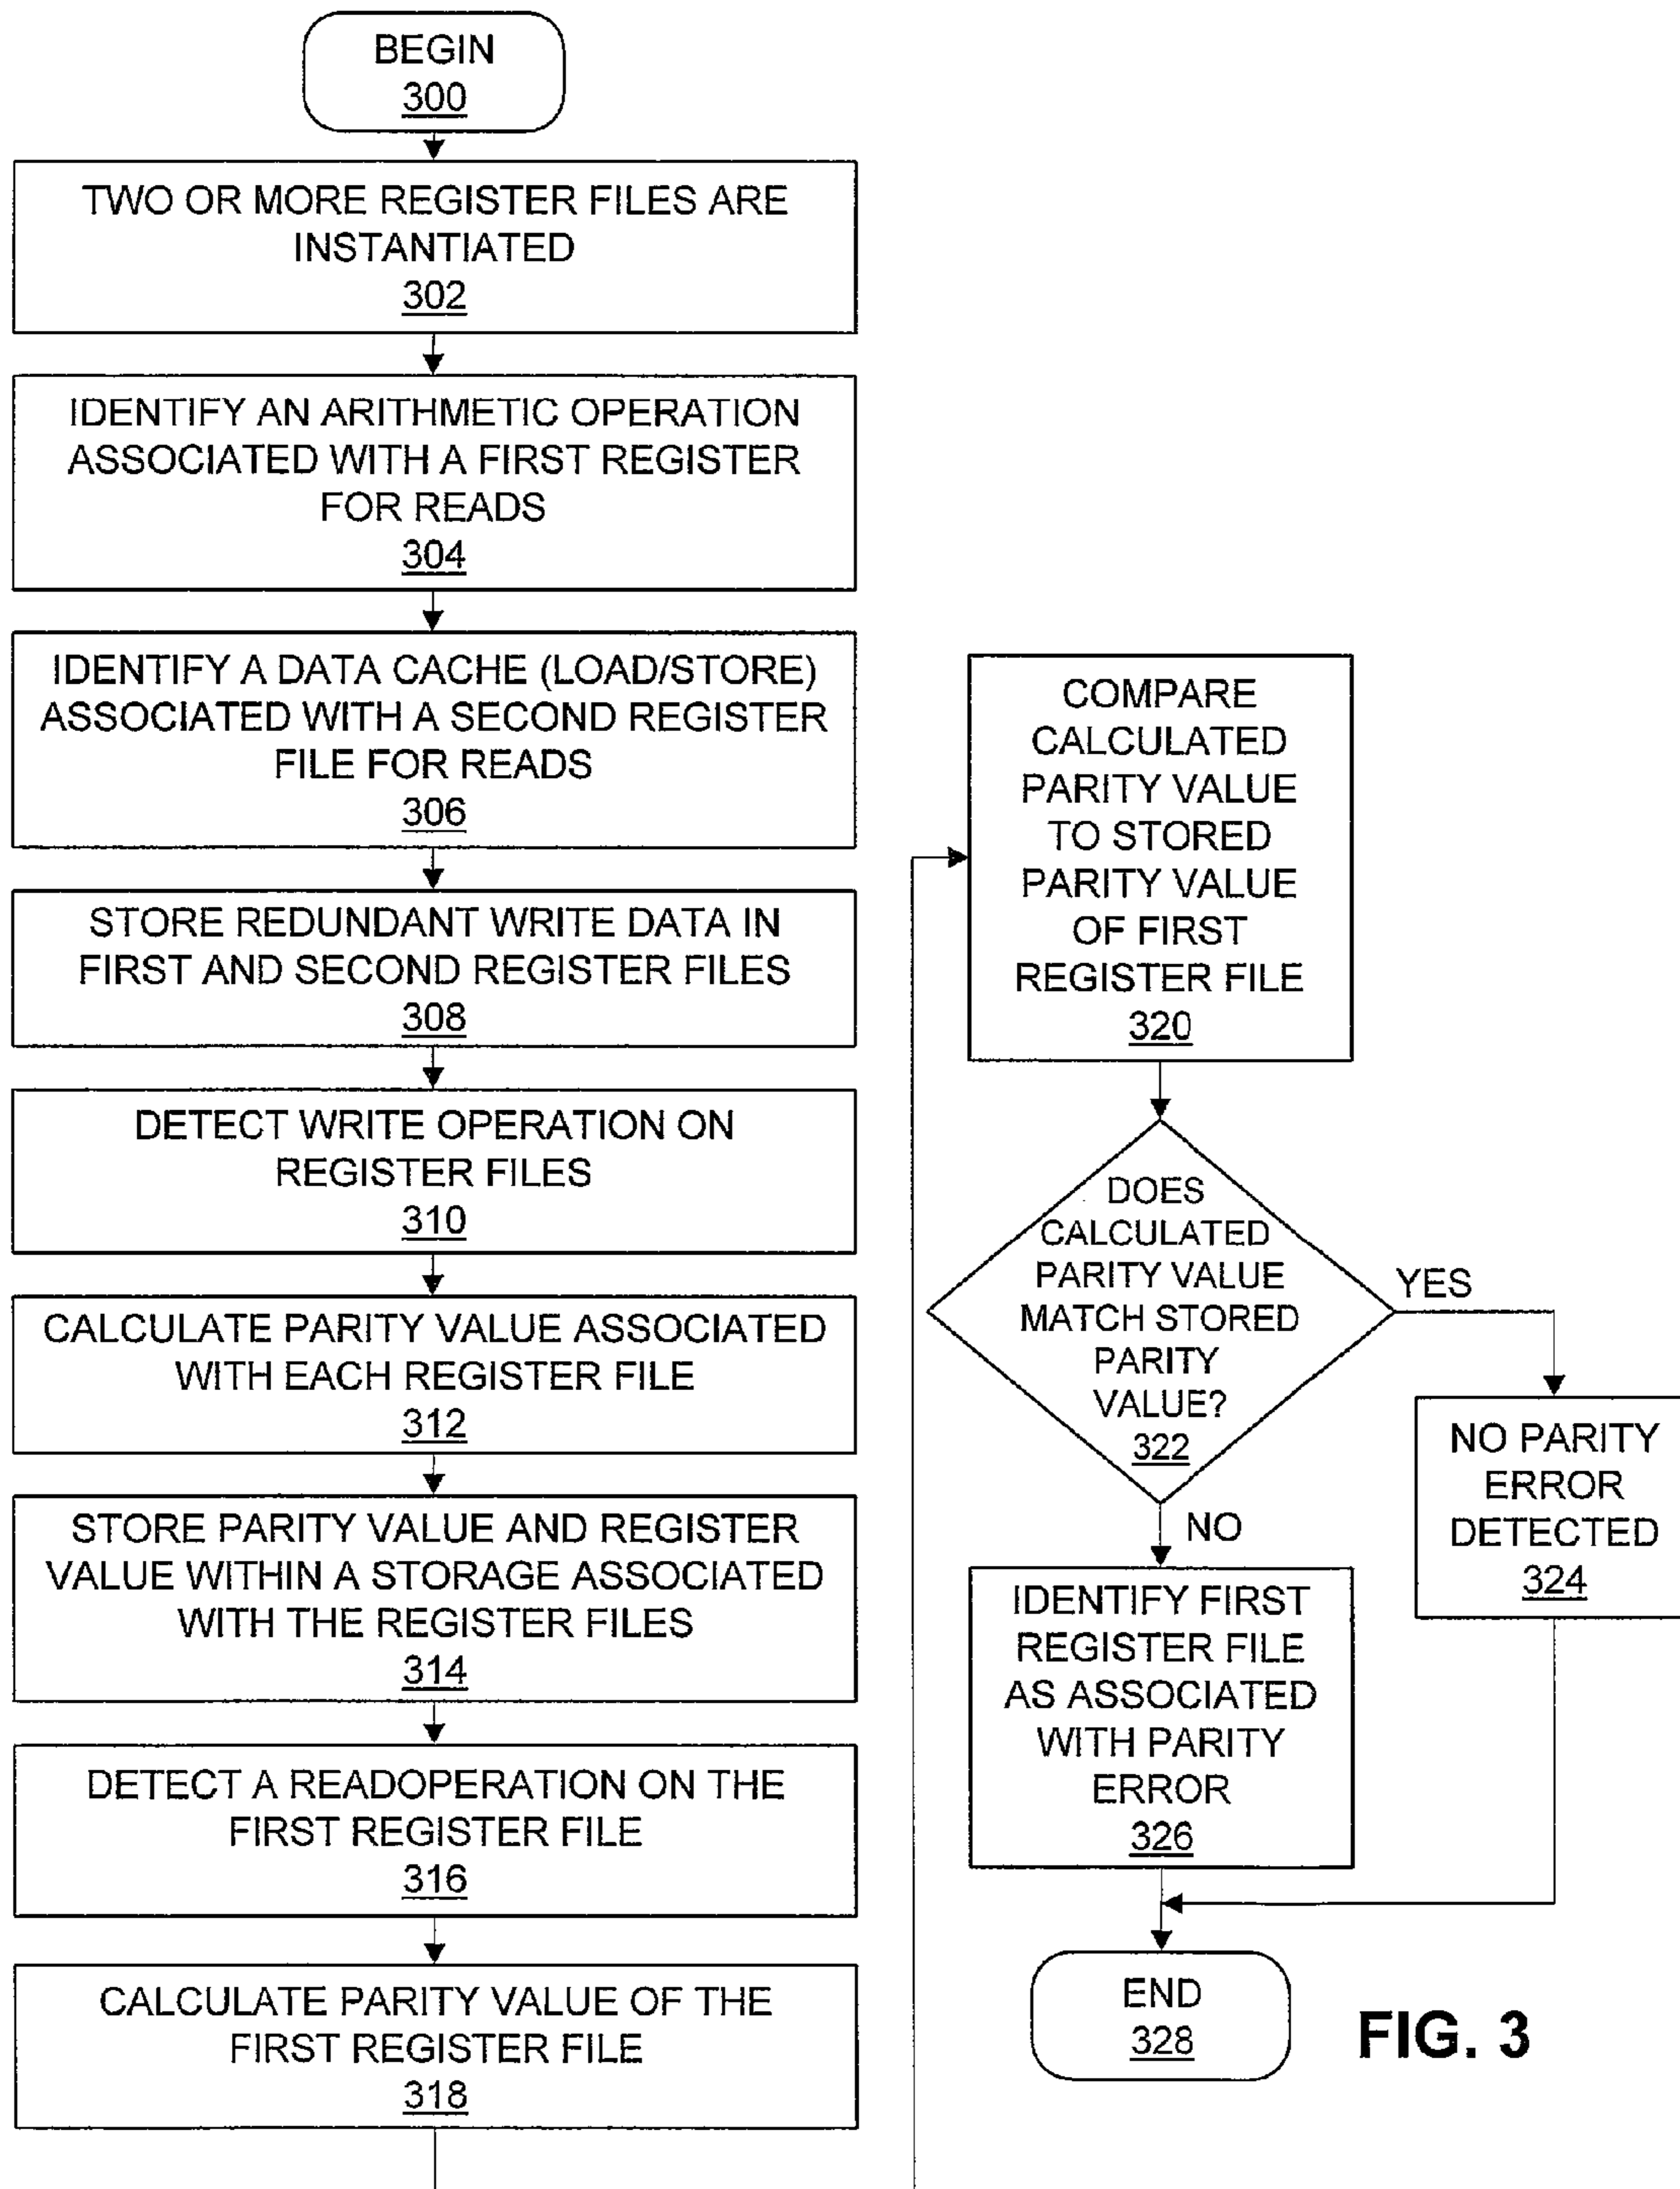 BEGIN
300
TWO OR MORE REGISTER FILES ARE
INSTANTIATED
302
IDENTIFY AN ARITHMETIC OPERATION
ASSOCIATED WITH A FIRST REGISTER
FOR READS
304
IDENTIFY A DATA CACHE (LOAD/STORE)
ASSOCIATED WITH A SECOND REGISTER
FILE FOR READS
306
STORE REDUNDANT WRITE DATA IN
FIRST AND SECOND REGISTER FILES
308
DETECT WRITE OPERATION ON
REGISTER FILES
310
CALCULATE PARITY VALUE ASSOCIATED
WITH EACH REGISTER FILE
312
STORE PARITY VALUE AND REGISTER
VALUE WITHIN A STORAGE ASSOCIATED
WITH THE REGISTER FILES
314
DETECT A READOPERATION ON THE
FIRST REGISTER FILE
316
CALCULATE PARITY VALUE OF THE
FIRST REGISTER FILE
318
COMPARE
CALCULATED
PARITY VALUE
TO STORED
PARITY VALUE
OF FIRST
REGISTER FILE
320
DOES
CALCULATED
PARITY VALUE
MATCH STORED
PARITY
VALUE?
322
YES
NO PARITY
ERROR
DETECTED
324
NO
IDENTIFY FIRST
REGISTER FILE
AS ASSOCIATED
WITH PARITY
ERROR
326
END
328
FIG. 3